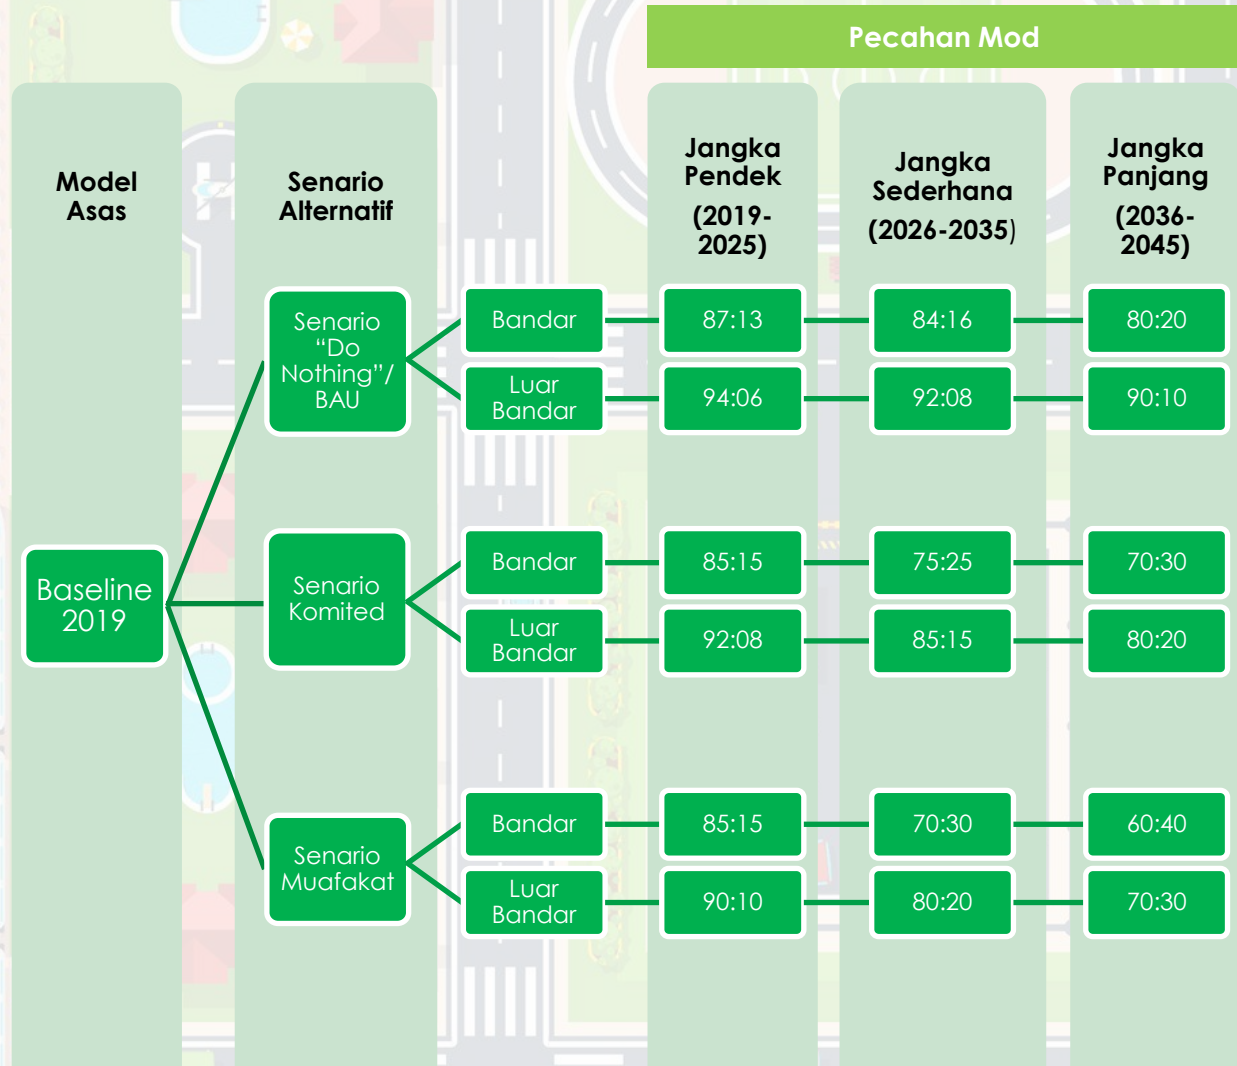 Pecahan Mod
Model
Asas
Senario
Alternatif
Jangka
Pendek
(2019-
2025)
Jangka
Sederhana
(2026-2035)
Jangka
Panjang
(2036-
2045)
Baseline
2019
Senario
“Do
Nothing”/
BAU
Bandar
87:13
84:16
80:20
Luar
Bandar
94:06
92:08
90:10
Senario
Komited
Bandar
85:15
75:25
70:30
Luar
Bandar
92:08
85:15
80:20
Senario
Muafakat
Bandar
85:15
70:30
60:40
Luar
Bandar
90:10
80:20
70:30